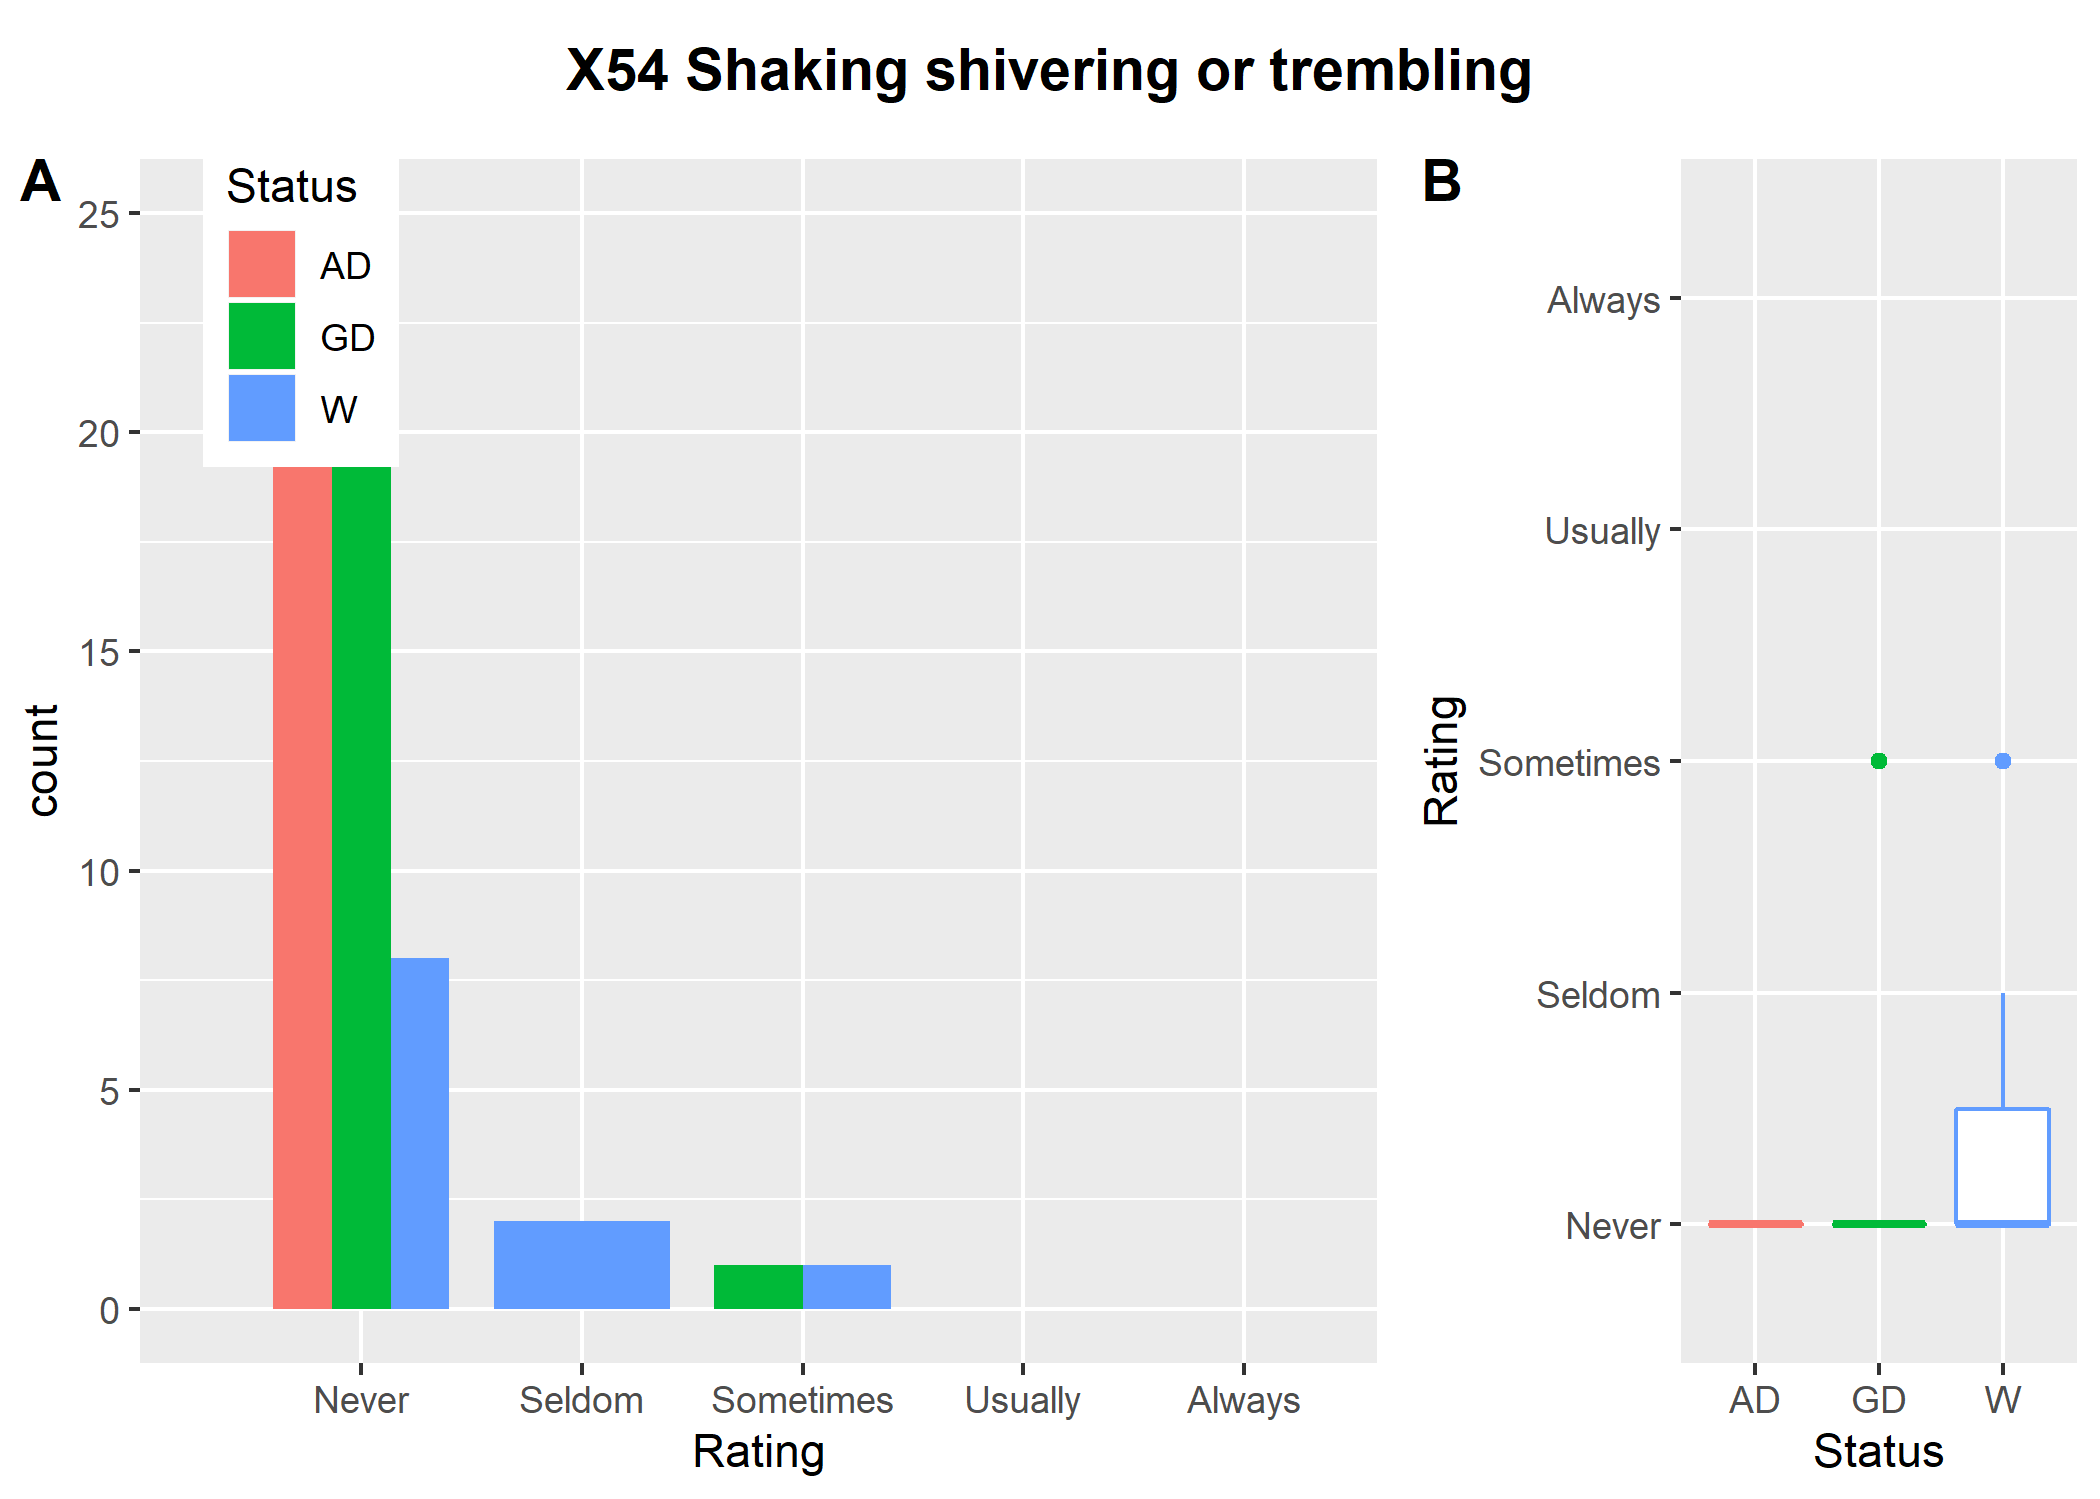 X54 Shaking shivering or trembling
A
Status
AD
GD
W
25
20
15
10
5
0
count
Never Seldom Sometimes Usually Always
Rating
B
Always
Usually
Sometimes
Seldom
Never
Rating
AD GD W
Status